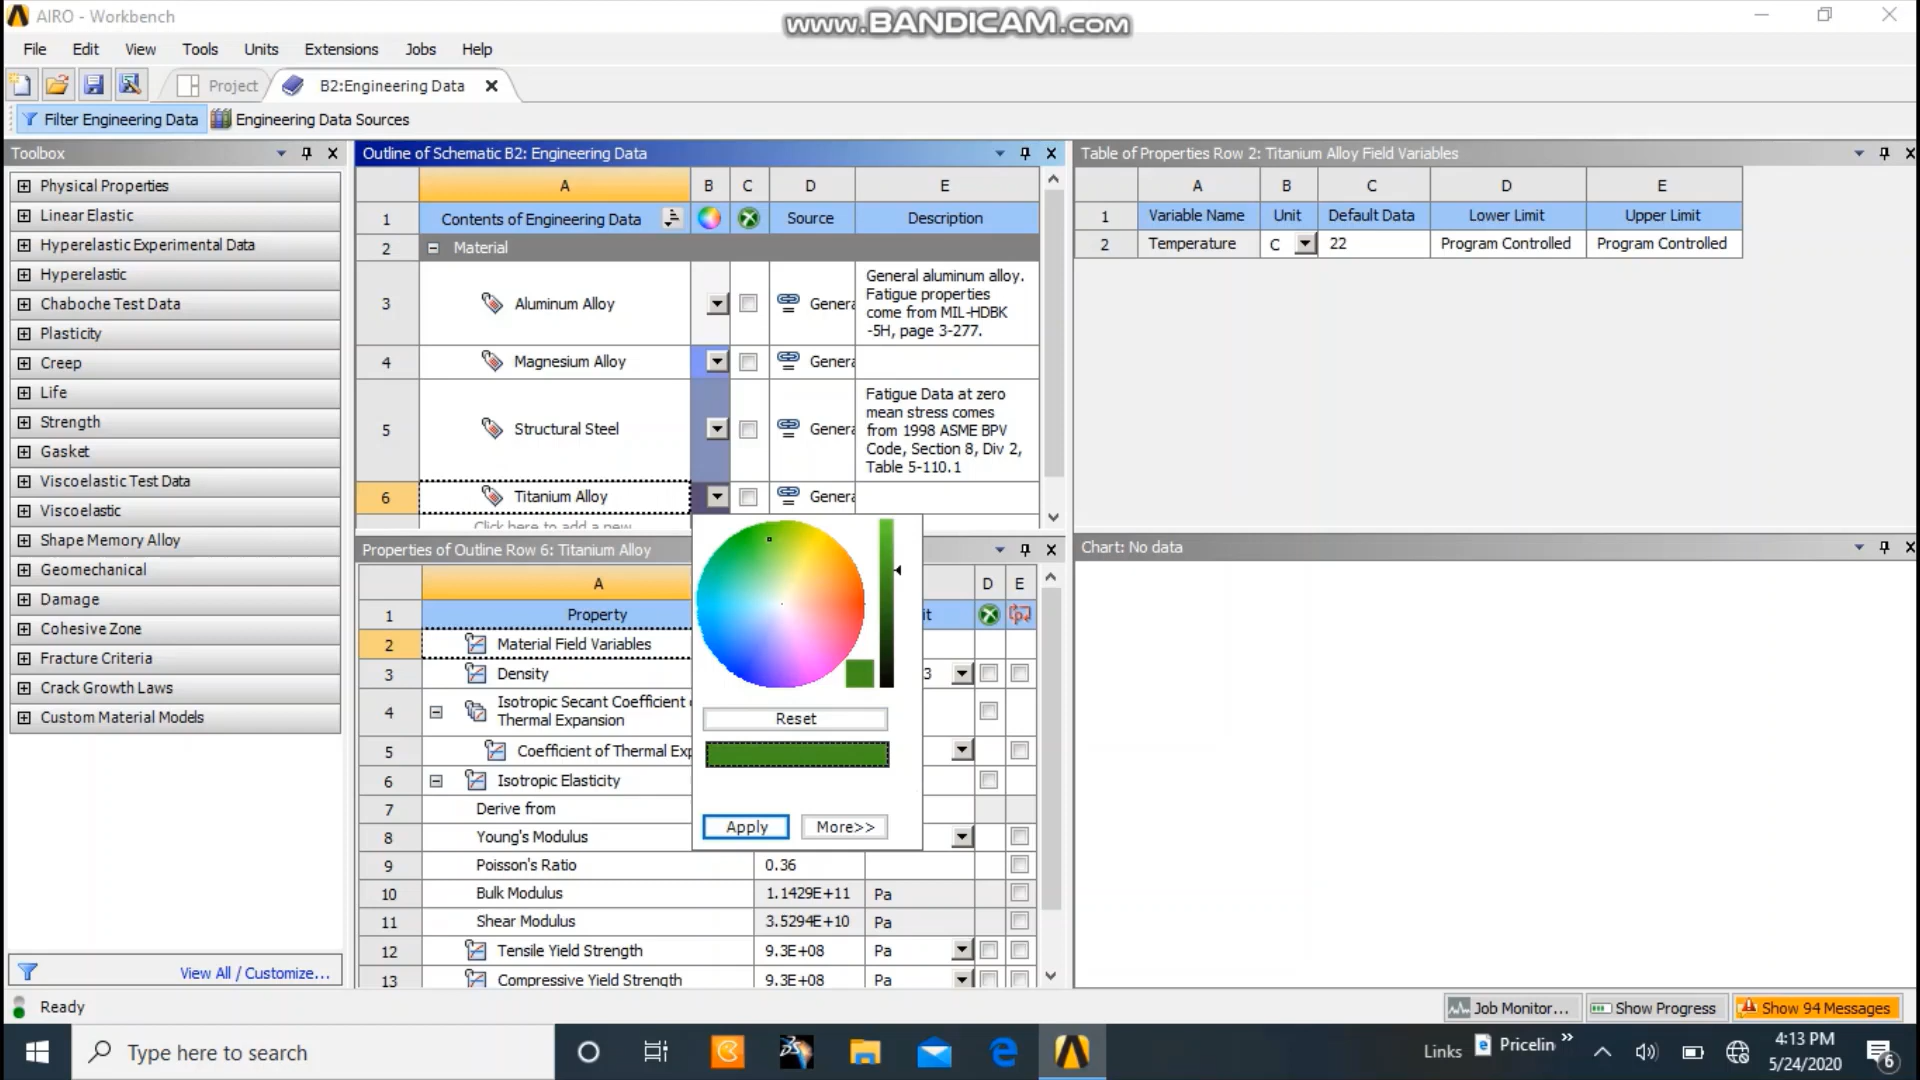 AIRO - Workbench
www.BANDICAM.com
File Edit View Tools Units Extensions Jobs Help
Project B2:Engineering Data
Filter Engineering Data Engineering Data Sources
Toolbox
Physical Properties
Linear Elastic
Hyperelastic Experimental Data
Hyperelastic
Chaboche Test Data
Plasticity
Creep
Life
Strength
Gasket
Viscoelastic Test Data
Viscoelastic
Shape Memory Alloy
Geomechanical
Damage
Cohesive Zone
Fracture Criteria
Crack Growth Laws
Custom Material Models
View All / Customize...
Outline of Schematic B2: Engineering Data
A B C D E
1 Contents of Engineering Data Source Description
2 Material
3 Aluminum Alloy Genera
General aluminum alloy.
Fatigue properties
come from MIL-HDBK
-5H, page 3-277.
4 Magnesium Alloy Genera
5 Structural Steel Genera
Fatigue Data at zero
mean stress comes
from 1998 ASME BPV
Code, Section 8, Div 2,
Table 5-110.1
6 Titanium Alloy Genera
Click here to add a new
Properties of Outline Row 6: Titanium Alloy
A D E
1 Property it
2 Material Field Variables
3 Density 3
4 Isotropic Secant Coefficient
Thermal Expansion
5 Coefficient of Thermal Exp
6 Isotropic Elasticity
7 Derive from
8 Young's Modulus
9 Poisson's Ratio 0.36
10 Bulk Modulus 1.1429E+11 Pa
11 Shear Modulus 3.5294E+10 Pa
12 Tensile Yield Strength 9.3E+08 Pa
13 Compressive Yield Strength 9.3E+08 Pa
Reset
Apply More>>
Table of Properties Row 2: Titanium Alloy Field Variables
A B C D E
1 Variable Name Unit Default Data Lower Limit Upper Limit
2 Temperature C 22 Program Controlled Program Controlled
Chart: No data
Ready
Job Monitor... Show Progress Show 94 Messages
Type here to search
Links Pricelin
4:13 PM
5/24/2020
6